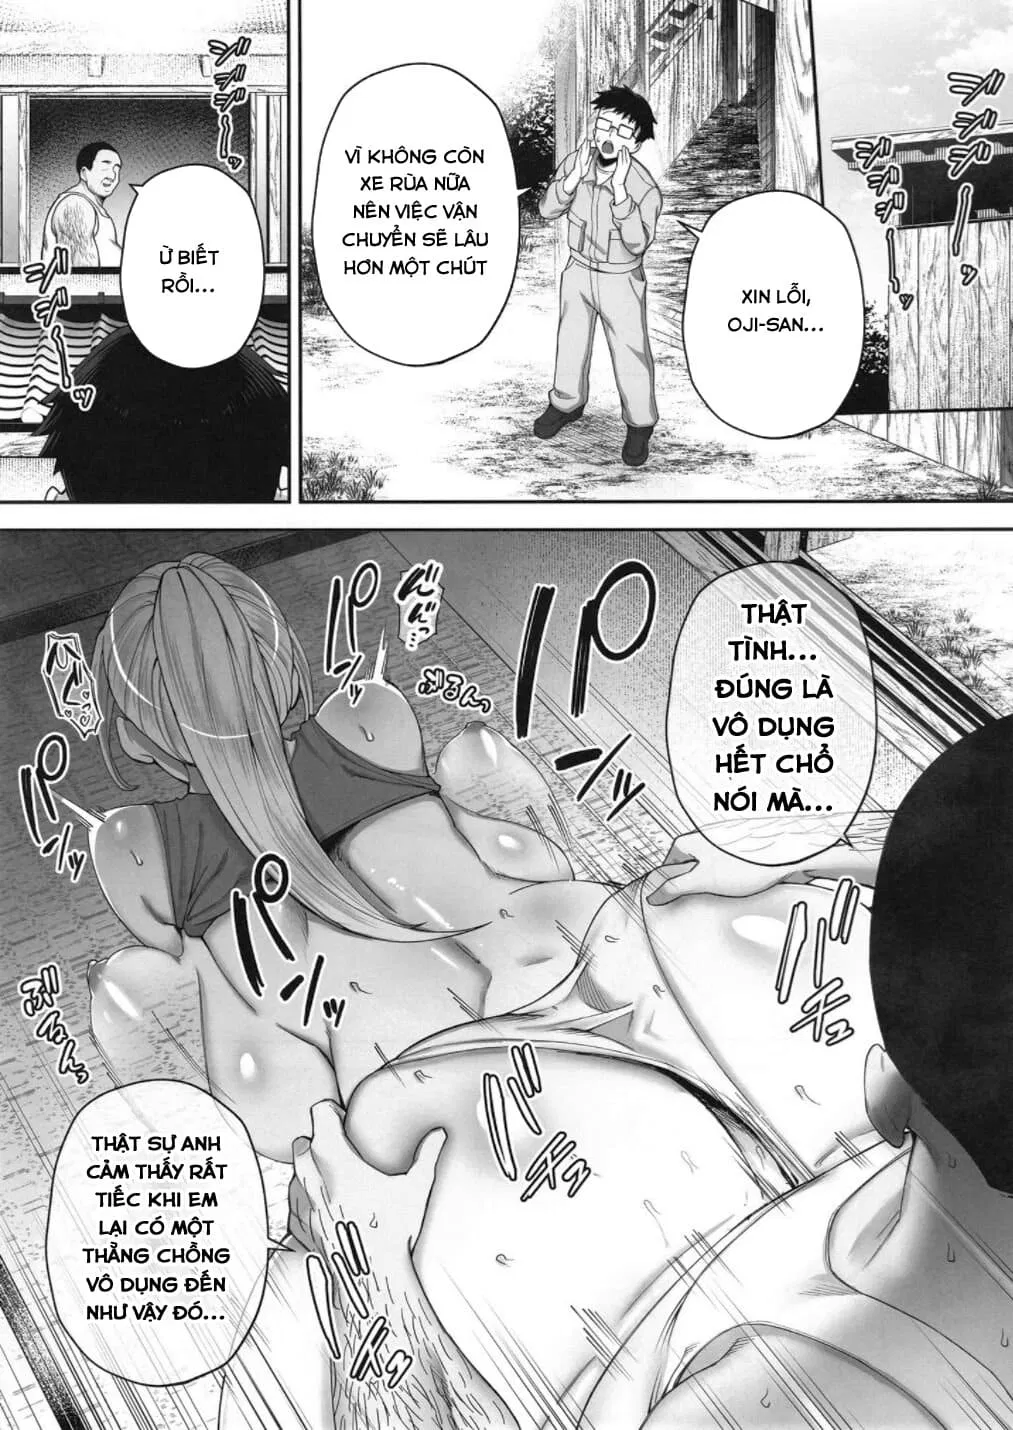 XIN LỖI,
OJI-SAN...
VÌ KHÔNG CÒN
XE RÙA NỮA
NÊN VIỆC VẬN
CHUYỂN SẼ LÂU
HƠN MỘT CHÚT
Ừ BIẾT
RỒI...
THẬT
TÌNH...
ĐÚNG LÀ
VÔ DỤNG
HẾT CHỔ
NÓI MÀ...
THẬT SỰ ANH
CẢM THẤY RẤT
TIẾC KHI EM
LẠI CÓ MỘT
THẰNG CHỒNG
VÔ DỤNG ĐẾN
NHƯ VẬY ĐÓ...